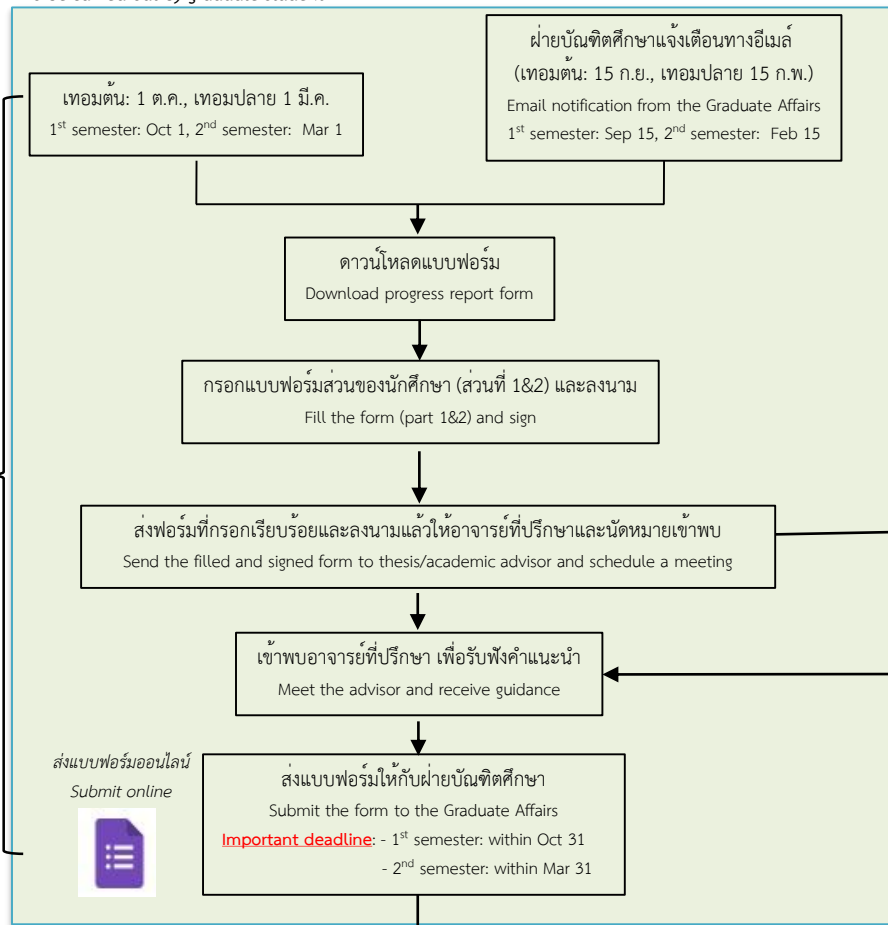 ฝ่ายบัณฑิตศึกษาแจ้งเตือนทางอีเมล์
(เทอมต้น: 15 ก.ย., เทอมปลาย 15 ก.พ.)
Email notification from the Graduate Affairs
1st semester: Sep 15, 2nd semester: Feb 15
เทอมต้น: 1 ต.ค., เทอมปลาย 1 มี.ค.
1st semester: Oct 1, 2nd semester: Mar 1
ดาวน์โหลดแบบฟอร์ม
Download progress report form
กรอกแบบฟอร์มส่วนของนักศึกษา (ส่วนที่ 1&2) และลงนาม
Fill the form (part 1&2) and sign
ส่งฟอร์มที่กรอกเรียบร้อยและลงนามแล้วให้อาจารย์ที่ปรึกษาและนัดหมายเข้าพบ
Send the filled and signed form to thesis/academic advisor and schedule a meeting
เข้าพบอาจารย์ที่ปรึกษา เพื่อรับฟังคำแนะนำ
Meet the advisor and receive guidance
ส่งแบบฟอร์มออนไลน์
Submit online
ส่งแบบฟอร์มให้กับฝ่ายบัณฑิตศึกษา
Submit the form to the Graduate Affairs
Important deadline: - 1st semester: within Oct 31
- 2nd semester: within Mar 31